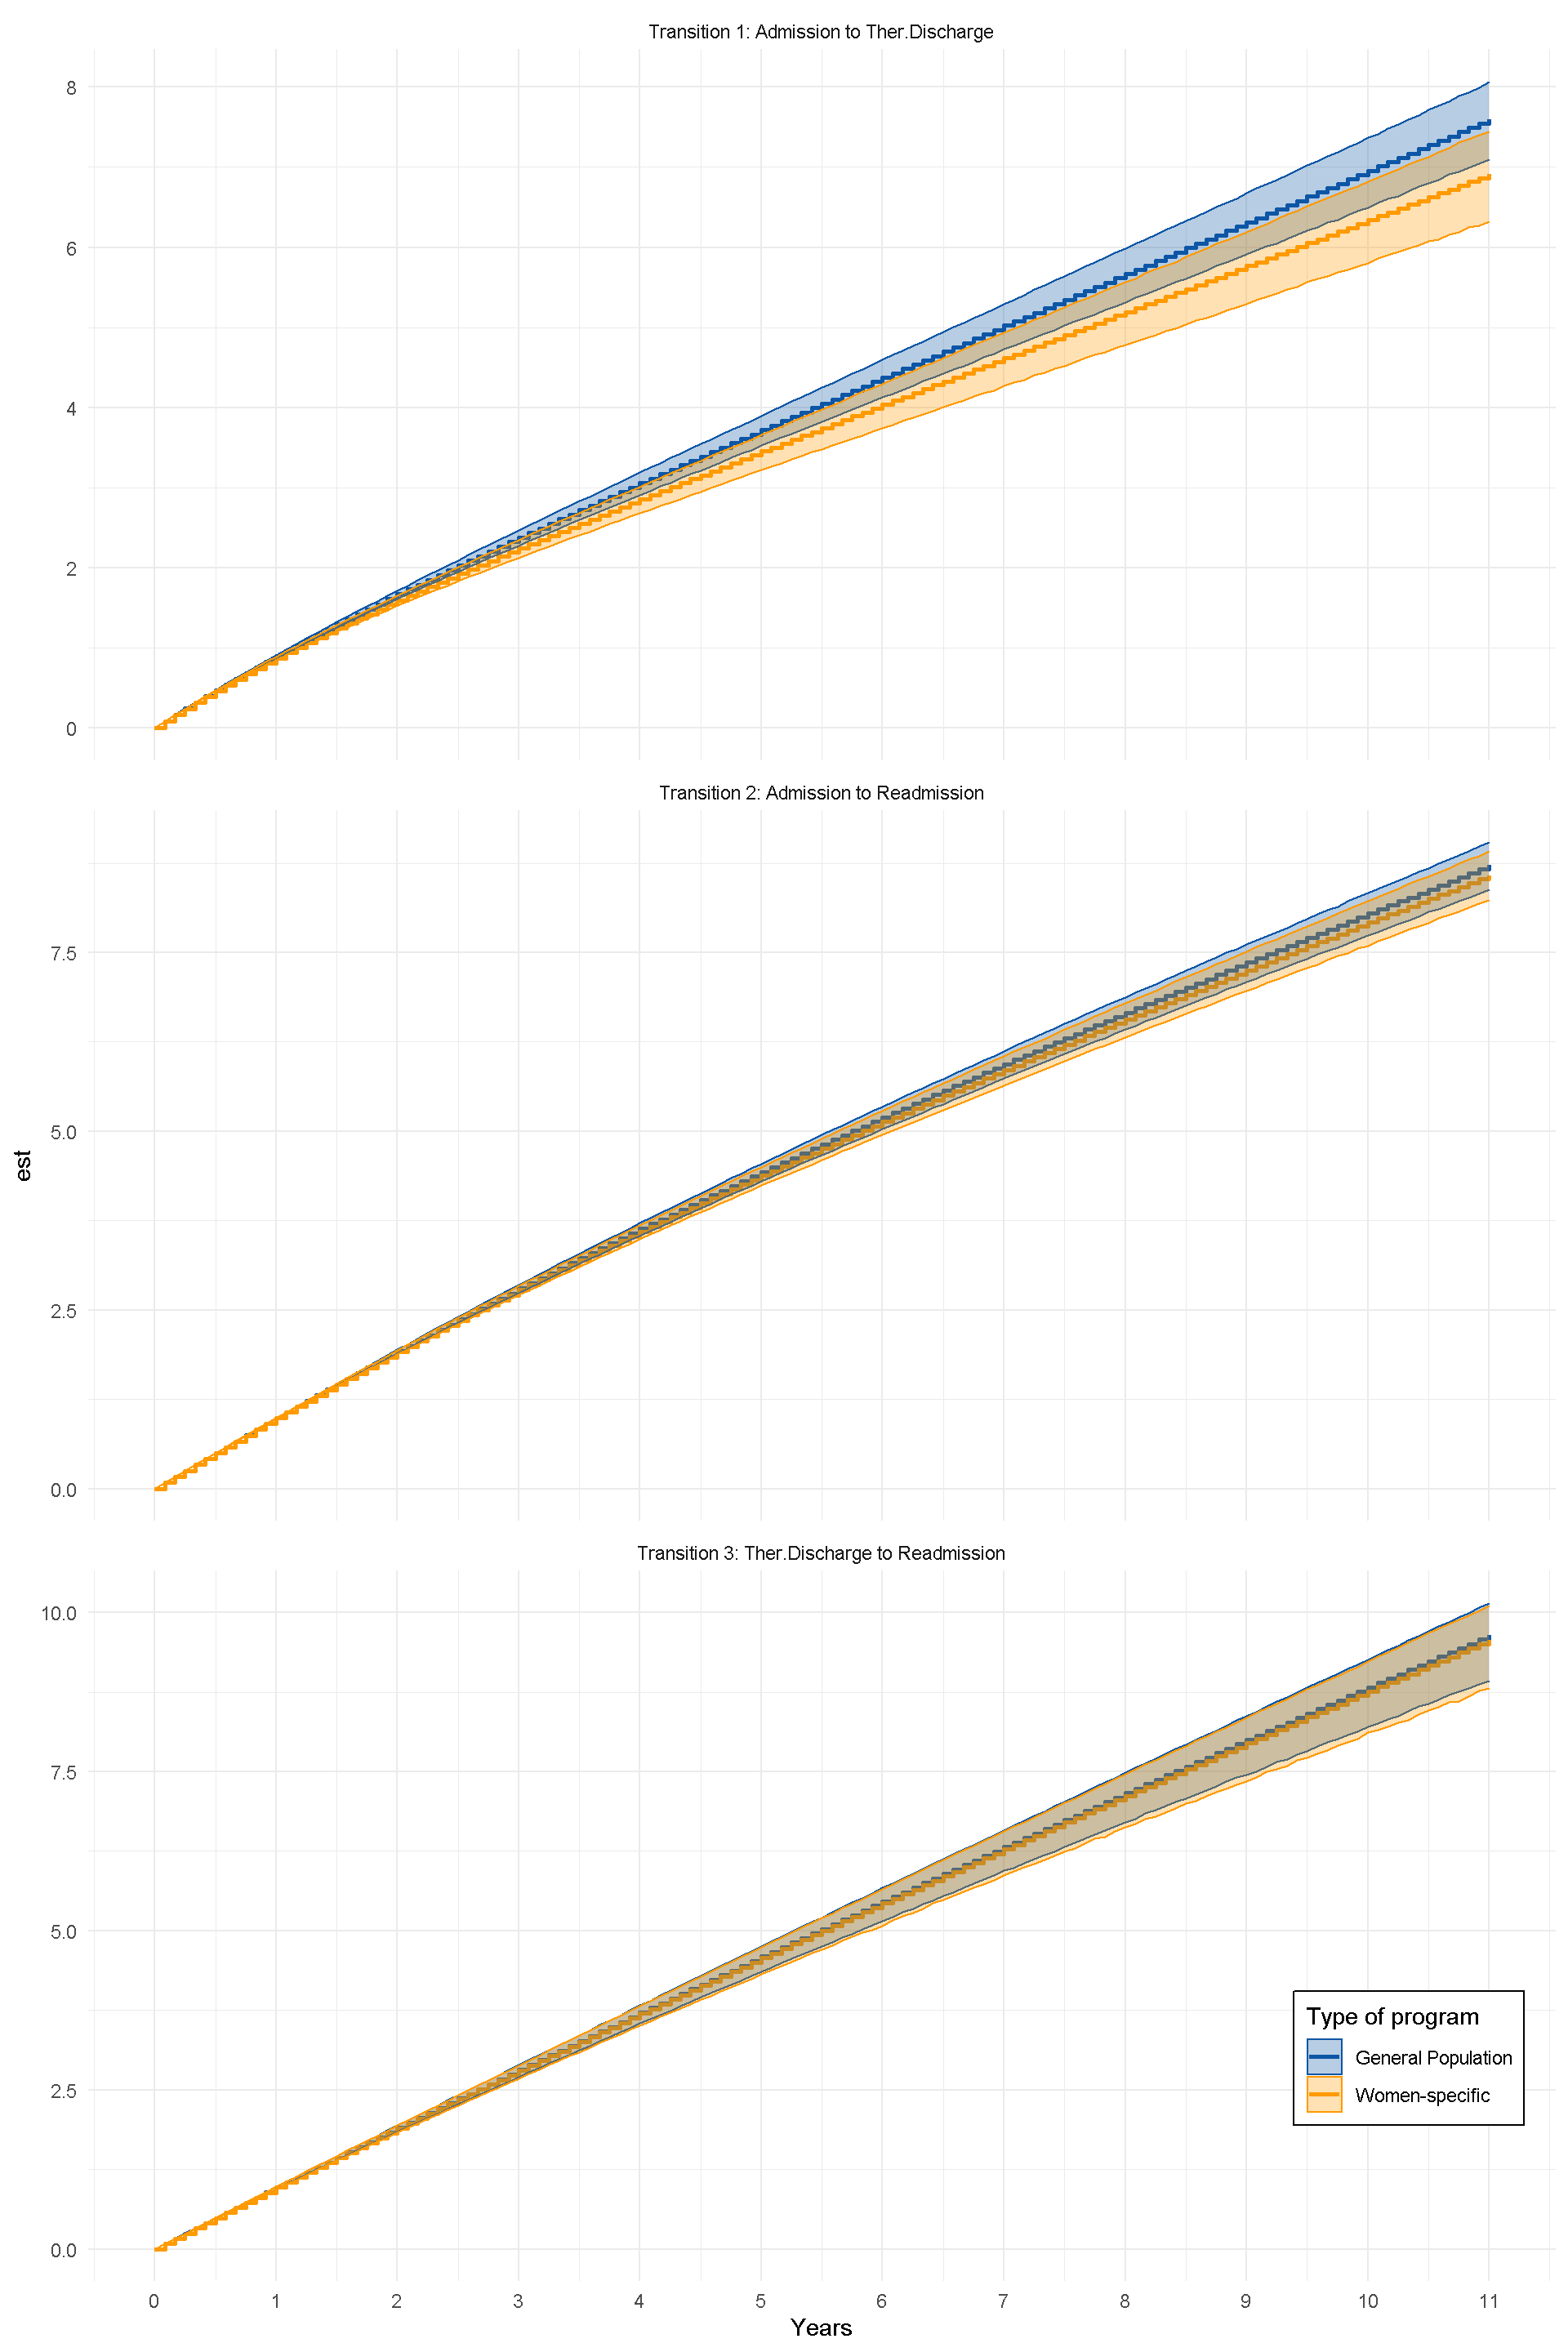 Transition 1: Admission to Ther.Discharge
8
6
4
2
0
Transition 2: Admission to Readmission
7.5
5.0
2.5
0.0
est
Transition 3: Ther.Discharge to Readmission
10.0
7.5
5.0
2.5
0.0
Type of program
General Population
Women-specific
0 1 2 3 4 5 6 7 8 9 10 11
Years